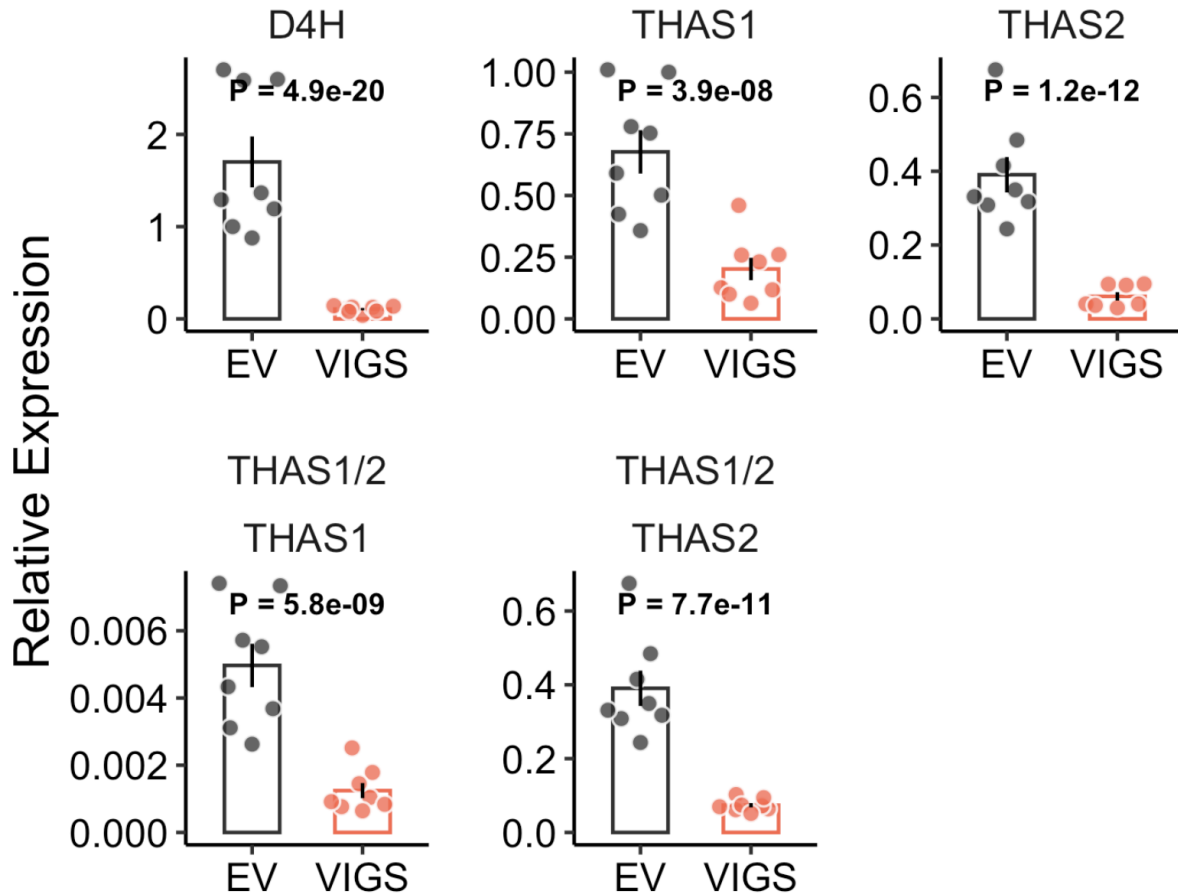 Relative Expression
D4H
P = 4.9e-20
2
1
0
EV VIGS
THAS1
P = 3.9e-08
1.00
0.75
0.50
0.25
0.00
EV VIGS
THAS2
P = 1.2e-12
0.6
0.4
0.2
0.0
EV VIGS
THAS1/2
THAS1
P = 5.8e-09
0.006
0.004
0.002
0.000
EV VIGS
THAS1/2
THAS2
P = 7.7e-11
0.6
0.4
0.2
0.0
EV VIGS